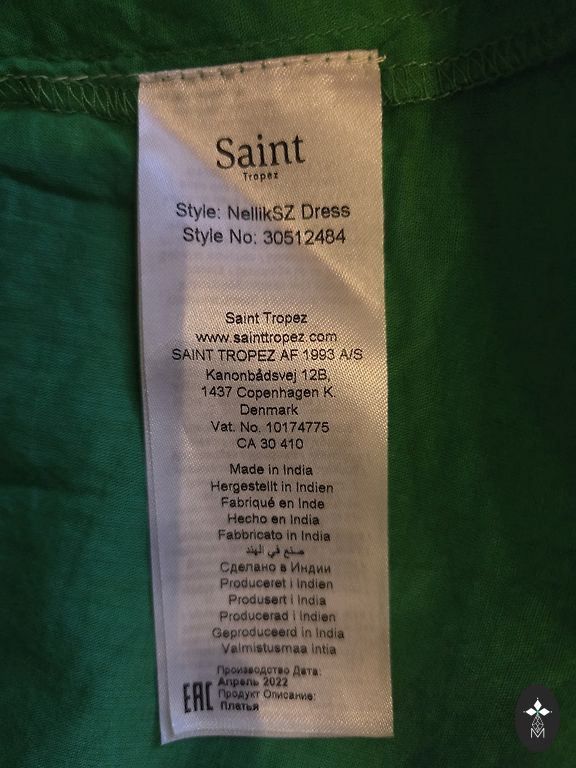 Saint
Tropez
Style: NellikSZ Dress
Style No: 30512484
Saint Tropez
www.sainttropez.com
SAINT TROPEZ AF 1993 A/S
Kanonbådsvej 12B,
1437 Copenhagen K.
Denmark
Vat. No. 10174775
CA 30 410
Made in India
Hergestellt in Indien
Fabriqué en Inde
Hecho en India
Fabbricato in India
صنع في الهند
Сделано в Индии
Produceret i Indien
Produsert i India
Producerad i Indien
Geproduceerd in India
Valmistusmaa intia
Производство Дата:
Апрель 2022
EAC Продукт Описание:
Платья
M